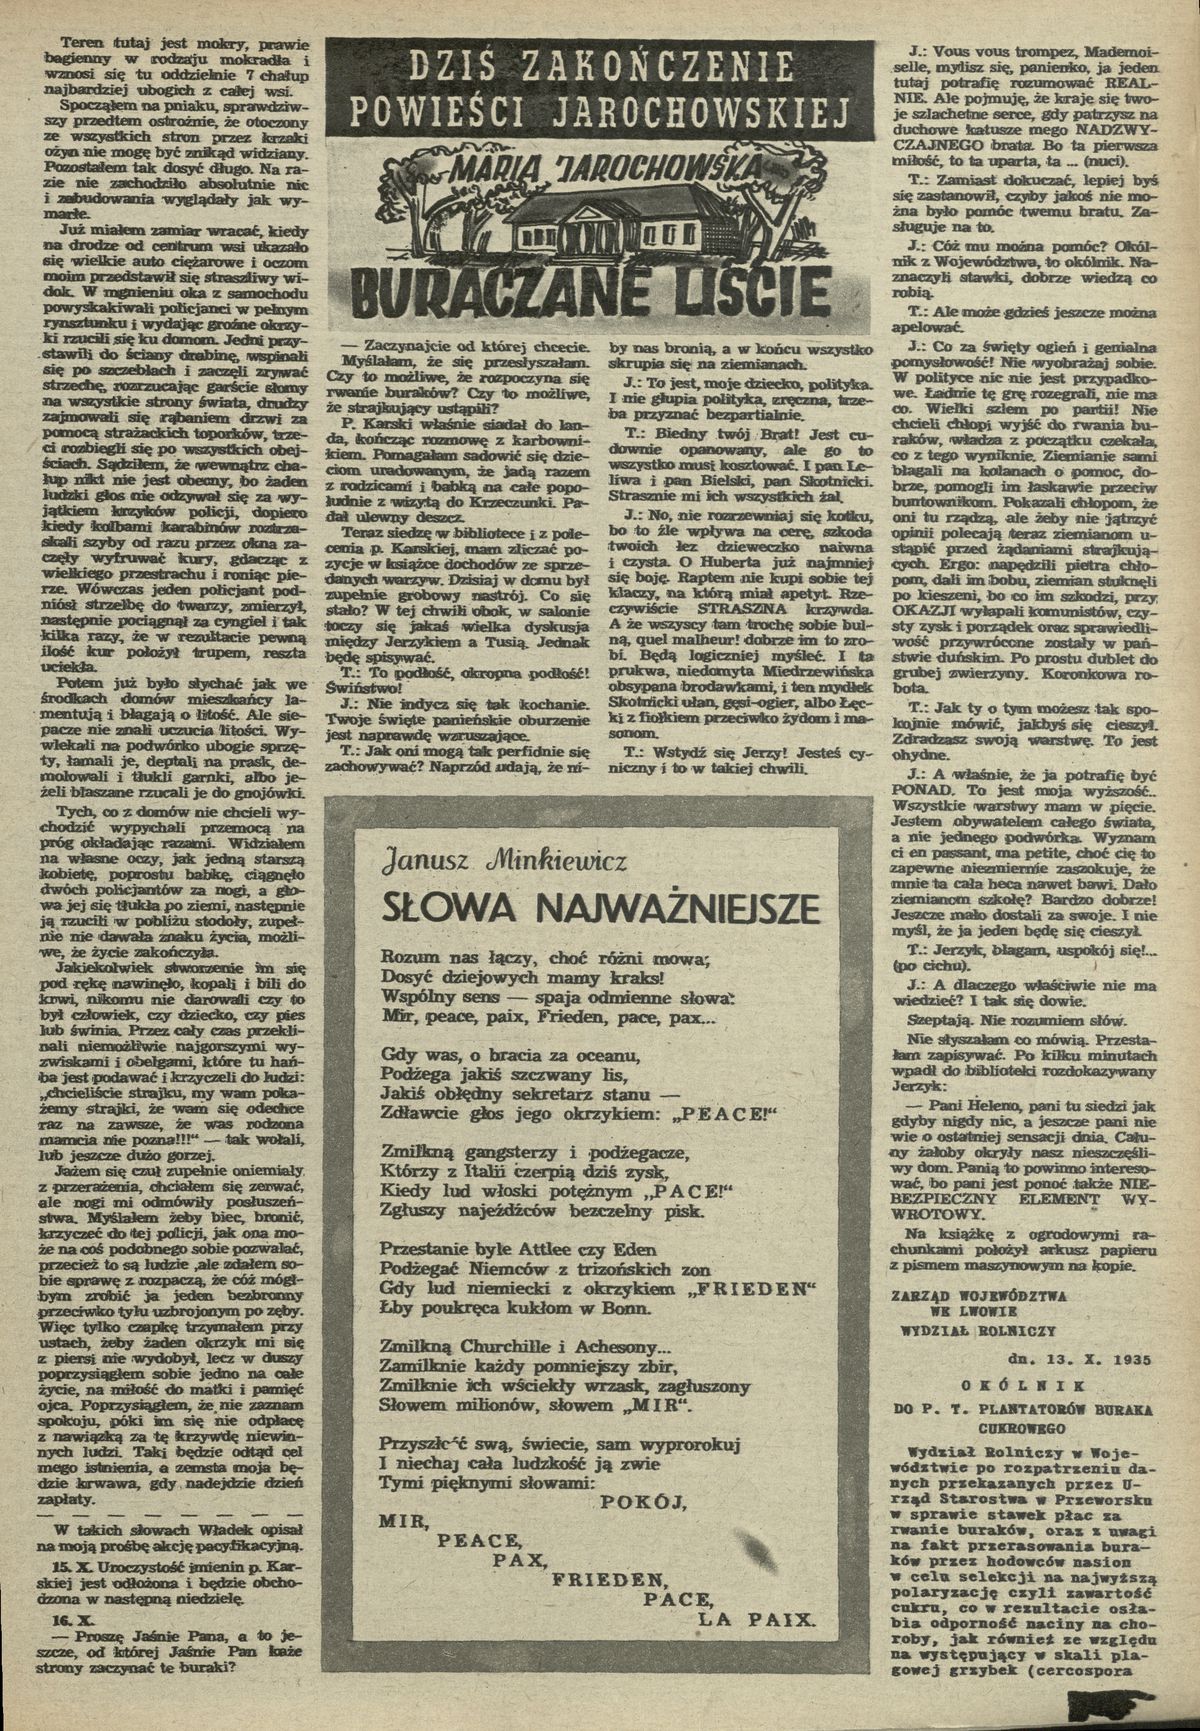 Teren tutaj jest mokry, prawie
bagienny w rodzaju mokradła i
wznosi się tu oddzielnie 7 chałup
najbardziej ubogich z całej wsi.
Spocząłem na pniaku, sprawdziw-
szy przedtem ostrożnie, że otoczony
ze wszystkich stron przez krzaki
ożyn nie mogę być znikąd widziany.
Pozostałem tak dosyć długo. Na ra-
zie nie zachodziło absolutnie nic
i zabudowania wyglądały jak wy-
marłe.
Już miałem zamiar wracać, kiedy
na drodze od centrum wsi ukazało
się wielkie auto ciężarowe i oczom
moim przedstawił się straszliwy wi-
dok. W mgnieniu oka z samochodu
powyskakiwali policjanci w pełnym
rynsztunku i wydając groźne okrzy-
ki rzucili się ku domom. Jedni przy-
stawili do ściany drabinę, wspinali
się po szczeblach i zaczęli zrywać
strzechę, rozrzucając garście słomy
na wszystkie strony świata, drudzy
zajmowali się rąbaniem drzwi za
pomocą strażackich toporków, trze-
ci rozbiegli się po wszystkich obej-
ściach. Sądziłem, że wewnątrz cha-
łup nikt nie jest obecny, bo żaden
ludzki głos nie odzywał się za wy-
jątkiem krzyków policji, dopiero
kiedy kolbami karabinów roztrza-
skali szyby od razu przez okna za-
częły wyfruwać kury, gdacząc z
wielkiego przestrachu i roniąc pie-
rze. Wówczas jeden policjant pod-
niósł strzelbę do twarzy, zmierzył,
następnie pociągnął za cyngiel i tak
kilka razy, że w rezultacie pewną
ilość kur położył trupem, reszta
uciekła.
Potem już było słychać jak we
środkach domów mieszkańcy la-
mentują i błagają o litość. Ale sie-
pacze nie znali uczucia litości. Wy-
wlekali na podwórko ubogie sprzę-
ty, łamali je, deptali na prask, de-
molowali i tłukli garnki, albo je-
żeli blaszane rzucali je do gnojówki.
Tych, co z domów nie chcieli wy-
chodzić wypychali przemocą na
próg okładając razami. Widziałem
na własne oczy, jak jedną starszą
kobietę, poprostu babkę, ciągnęło
dwóch policjantów za nogi, a gło-
wa jej się tłukła po ziemi, następnie
ją rzucili w pobliżu stodoły, zupeł-
nie nie dawała znaku życia, możli-
we, że życie zakończyła.
Jakiekolwiek stworzenie im się
pod rękę nawinęło, kopali i bili do
krwi, nikomu nie darowali czy to
był człowiek, czy dziecko, czy pies
lub świnia. Przez cały czas przekli-
nali niemożliwie najgorszymi wy-
zwiskami i obelgami, które tu hań-
ba jest podawać i krzyczeli do ludzi:
„chcieliście strajku, my wam poka-
żemy strajki, że wam się odechce
raz na zawsze, że was rodzona
mamcia nie pozna!!!" — tak wołali,
lub jeszcze dużo gorzej.
Jażem się czuł zupełnie oniemiały
z przerażenia, chciałem się zerwać,
ale nogi mi odmówiły posłuszeń-
stwa. Myślałem żeby biec, bronić,
krzyczeć do tej policji, jak ona mo-
że na coś podobnego sobie pozwalać,
przecież to są ludzie ,ale zdałem so-
bie sprawę z rozpaczą, że cóż mógł-
bym zrobić ja jeden bezbronny
przeciwko tylu uzbrojonym po zęby.
Więc tylko czapkę trzymałem przy
ustach, żeby żaden okrzyk mi się
z piersi nie wydobył, lecz w duszy
poprzysiągłem sobie jedno na całe
życie, na miłość do matki i pamięć
ojca. Poprzysiągłem, że nie zaznam
spokoju, póki im się nie odpłacę
z nawiązką za tę krzywdę niewin-
nych ludzi. Taki będzie odtąd cel
mego istnienia, a zemsta moja bę-
dzie krwawa, gdy nadejdzie dzień
zapłaty.
W takich słowach Władek opisał
na moją prośbę akcję pacyfikacyjną.
15. X. Uroczystość imienin p. Kar-
skiej jest odłożona i będzie obcho-
dzona w następną niedzielę.
16. X.
— Proszę Jaśnie Pana, a to je-
szcze, od której Jaśnie Pan każe
strony zaczynać te buraki?
DZIŚ ZAKOŃCZENIE
POWIEŚCI JAROCHOWSKIEJ
MARIA JAROCHOWSKA
BURACZANE LIŚCIE
— Zaczynajcie od której chcecie.
Myślałam, że się przesłyszałam.
Czy to możliwe, że rozpoczyna się
rwanie buraków? Czy to możliwe,
że strajkujący ustąpili?
P. Karski właśnie siadał do lan-
da, kończąc rozmowę z karbowni-
kiem. Pomagałam sadowić się dzie-
ciom uradowanym, że jadą razem
z rodzicami i babką na całe popo-
łudnie z wizytą do Krzeczunki. Pa-
dał ulewny deszcz.
Teraz siedzę w bibliotece i z pole-
cenia p. Karskiej, mam zliczać po-
zycje w książce dochodów ze sprze-
danych warzyw. Dzisiaj w domu był
zupełnie grobowy nastrój. Co się
stało? W tej chwili obok, w salonie
toczy się jakaś wielka dyskusja
między Jerzykiem a Tusią. Jednak
będę spisywać.
T.: To podłość, okropna podłość!
Świństwo!
J.: Nie indycz się tak kochanie.
Twoje święte panieńskie oburzenie
jest naprawdę wzruszające.
T.: Jak oni mogą tak perfidnie się
zachowywać? Naprzód udają, że ni-
by nas bronią, a w końcu wszystko
skrupia się na ziemianach.
J.: To jest, moje dziecko, polityka.
I nie głupia polityka, zręczna, trze-
ba przyznać bezpartialnie.
T.: Biedny twój Brat! Jest cu-
downie opanowany, ale go to
wszystko musi kosztować. I pan Le-
liwa i pan Bielski, pan Skotnicki.
Strasznie mi ich wszystkich żal.
J.: No, nie rozrzewniaj się kotku,
bo to źle wpływa na cerę, szkoda
twoich łez dzieweczko naiwna
i czysta. O Huberta już najmniej
się boję. Raptem nie kupi sobie tej
klaczy, na którą miał apetyt. Rze-
czywiście STRASZNA krzywda.
A że wszyscy tam trochę sobie bul-
ną, quel malheur! dobrze im to zro-
bi. Będą logiczniej myśleć. I ta
prukwa, niedomyta Miedrzewińska
obsypana brodawkami, i ten mydłek
Skotnicki ułan, gęsi-ogier, albo Łęc-
ki z fiołkiem przeciwko żydom i ma-
sonom.
T.: Wstydź się Jerzy! Jesteś cy-
niczny i to w takiej chwili.
Janusz Minkiewicz
SŁOWA NAJWAŻNIEJSZE
Rozum nas łączy, choć różni mowa;
Dosyć dziejowych mamy kraks!
Wspólny sens — spaja odmienne słowa:
Mir, peace, paix, Frieden, pace, pax...
Gdy was, o bracia za oceanu,
Podżega jakiś szczwany lis,
Jakiś obłędny sekretarz stanu —
Zdławcie głos jego okrzykiem: „PEACE!"
Zmilkną gangsterzy i podżegacze,
Którzy z Italii czerpią dziś zysk,
Kiedy lud włoski potężnym „PACE!"
Zgłuszy najeźdźców bezczelny pisk.
Przestanie byle Attlee czy Eden
Podżegać Niemców z trizońskich zon
Gdy lud niemiecki z okrzykiem „FRIEDEN"
Łby poukręca kukłom w Bonn.
Zmilkną Churchille i Achesony...
Zamilknie każdy pomniejszy zbir,
Zmilknie ich wściekły wrzask, zagłuszony
Słowem milionów, słowem „MIR".
Przyszłość swą, świecie, sam wyprorokuj
I niechaj cała ludzkość ją zwie
Tymi pięknymi słowami:
POKÓJ,
MIR,
PEACE,
PAX,
FRIEDEN,
PACE,
LA PAIX.
J.: Vous vous trompez, Mademoi-
selle, mylisz się, panienko, ja jeden
tutaj potrafię rozumować REAL-
NIE. Ale pojmuję, że kraje się two-
je szlachetne serce, gdy patrzysz na
duchowe katusze mego NADZWY-
CZAJNEGO brata. Bo ta pierwsza
miłość, to ta uparta, ta ... (nuci).
T.: Zamiast dokuczać, lepiej byś
się zastanowił, czyby jakoś nie mo-
żna było pomóc twemu bratu. Za-
sługuje na to.
J.: Cóż mu można pomóc? Okól-
nik z Województwa, to okólnik. Na-
znaczyli stawki, dobrze wiedzą co
robią.
T.: Ale może gdzieś jeszcze można
apelować.
J.: Co za święty ogień i genialna
pomysłowość! Nie wyobrażaj sobie.
W polityce nic nie jest przypadko-
we. Ładnie tę grę rozegrali, nie ma
co. Wielki szlem po partii! Nie
chcieli chłopi wyjść do rwania bu-
raków, władza z początku czekała,
co z tego wyniknie. Ziemianie sami
błagali na kolanach o pomoc, do-
brze, pomogli im łaskawie przeciw
buntownikom. Pokazali chłopom, że
oni tu rządzą, ale żeby nie jątrzyć
opinii polecają teraz ziemianom u-
stąpić przed żądaniami strajkują-
cych. Ergo: napędzili pietra chło-
pom, dali im bobu, ziemian stuknęli
po kieszeni, bo co im szkodzi, przy
OKAZJI wyłapali komunistów, czy-
sty zysk i porządek oraz sprawiedli-
wość przywrócone zostały w pań-
stwie duńskim. Po prostu dublet do
grubej zwierzyny. Koronkowa ro-
bota.
T.: Jak ty o tym możesz tak spo-
kojnie mówić, jakbyś się cieszył.
Zdradzasz swoją warstwę. To jest
ohydne.
J.: A właśnie, że ja potrafię być
PONAD. To jest moja wyższość..
Wszystkie warstwy mam w pięcie.
Jestem obywatelem całego świata,
a nie jednego podwórka. Wyznam
ci en passant, ma petite, choć cię to
zapewne niezmiernie zaszokuje, że
mnie ta cała heca nawet bawi. Dało
ziemianom szkołę? Bardzo dobrze!
Jeszcze mało dostali za swoje. I nie
myśl, że ja jeden będę się cieszył.
T.: Jerzyk, błagam, uspokój się!...
(po cichu).
J.: A dlaczego właściwie nie ma
wiedzieć? I tak się dowie.
Szeptają. Nie rozumiem słów.
Nie słyszałam co mówią. Przesta-
łam zapisywać. Po kilku minutach
wpadł do biblioteki rozdokazywany
Jerzyk:
— Pani Heleno, pani tu siedzi jak
gdyby nigdy nic, a jeszcze pani nie
wie o ostatniej sensacji dnia. Cału-
ny żałoby okryły nasz nieszczęśli-
wy dom. Panią to powinno intereso-
wać, bo pani jest ponoć także NIE-
BEZPIECZNY ELEMENT WY-
WROTOWY.
Na książkę z ogrodowymi ra-
chunkami położył arkusz papieru
z pismem maszynowym na kopie.
ZARZĄD WOJEWÓDZTWA
WE LWOWIE
WYDZIAŁ ROLNICZY
dn. 13. X. 1935
OKÓLNIK
DO P. T. PLANTATORÓW BURAKA
CUKROWEGO
Wydział Rolniczy w Woje-
wództwie po rozpatrzeniu da-
nych przekazanych przez U-
rząd Starostwa w Przeworsku
w sprawie stawek płac za
rwanie buraków, oraz z uwagi
na fakt przerasowania bura-
ków przez hodowców nasion
w celu selekcji na najwyższą
polaryzację czyli zawartość
cukru, co w rezultacie osła-
bia odporność naciny na cho-
roby, jak również ze względu
na występujący w skali pla-
gowej grzybek (cercospora